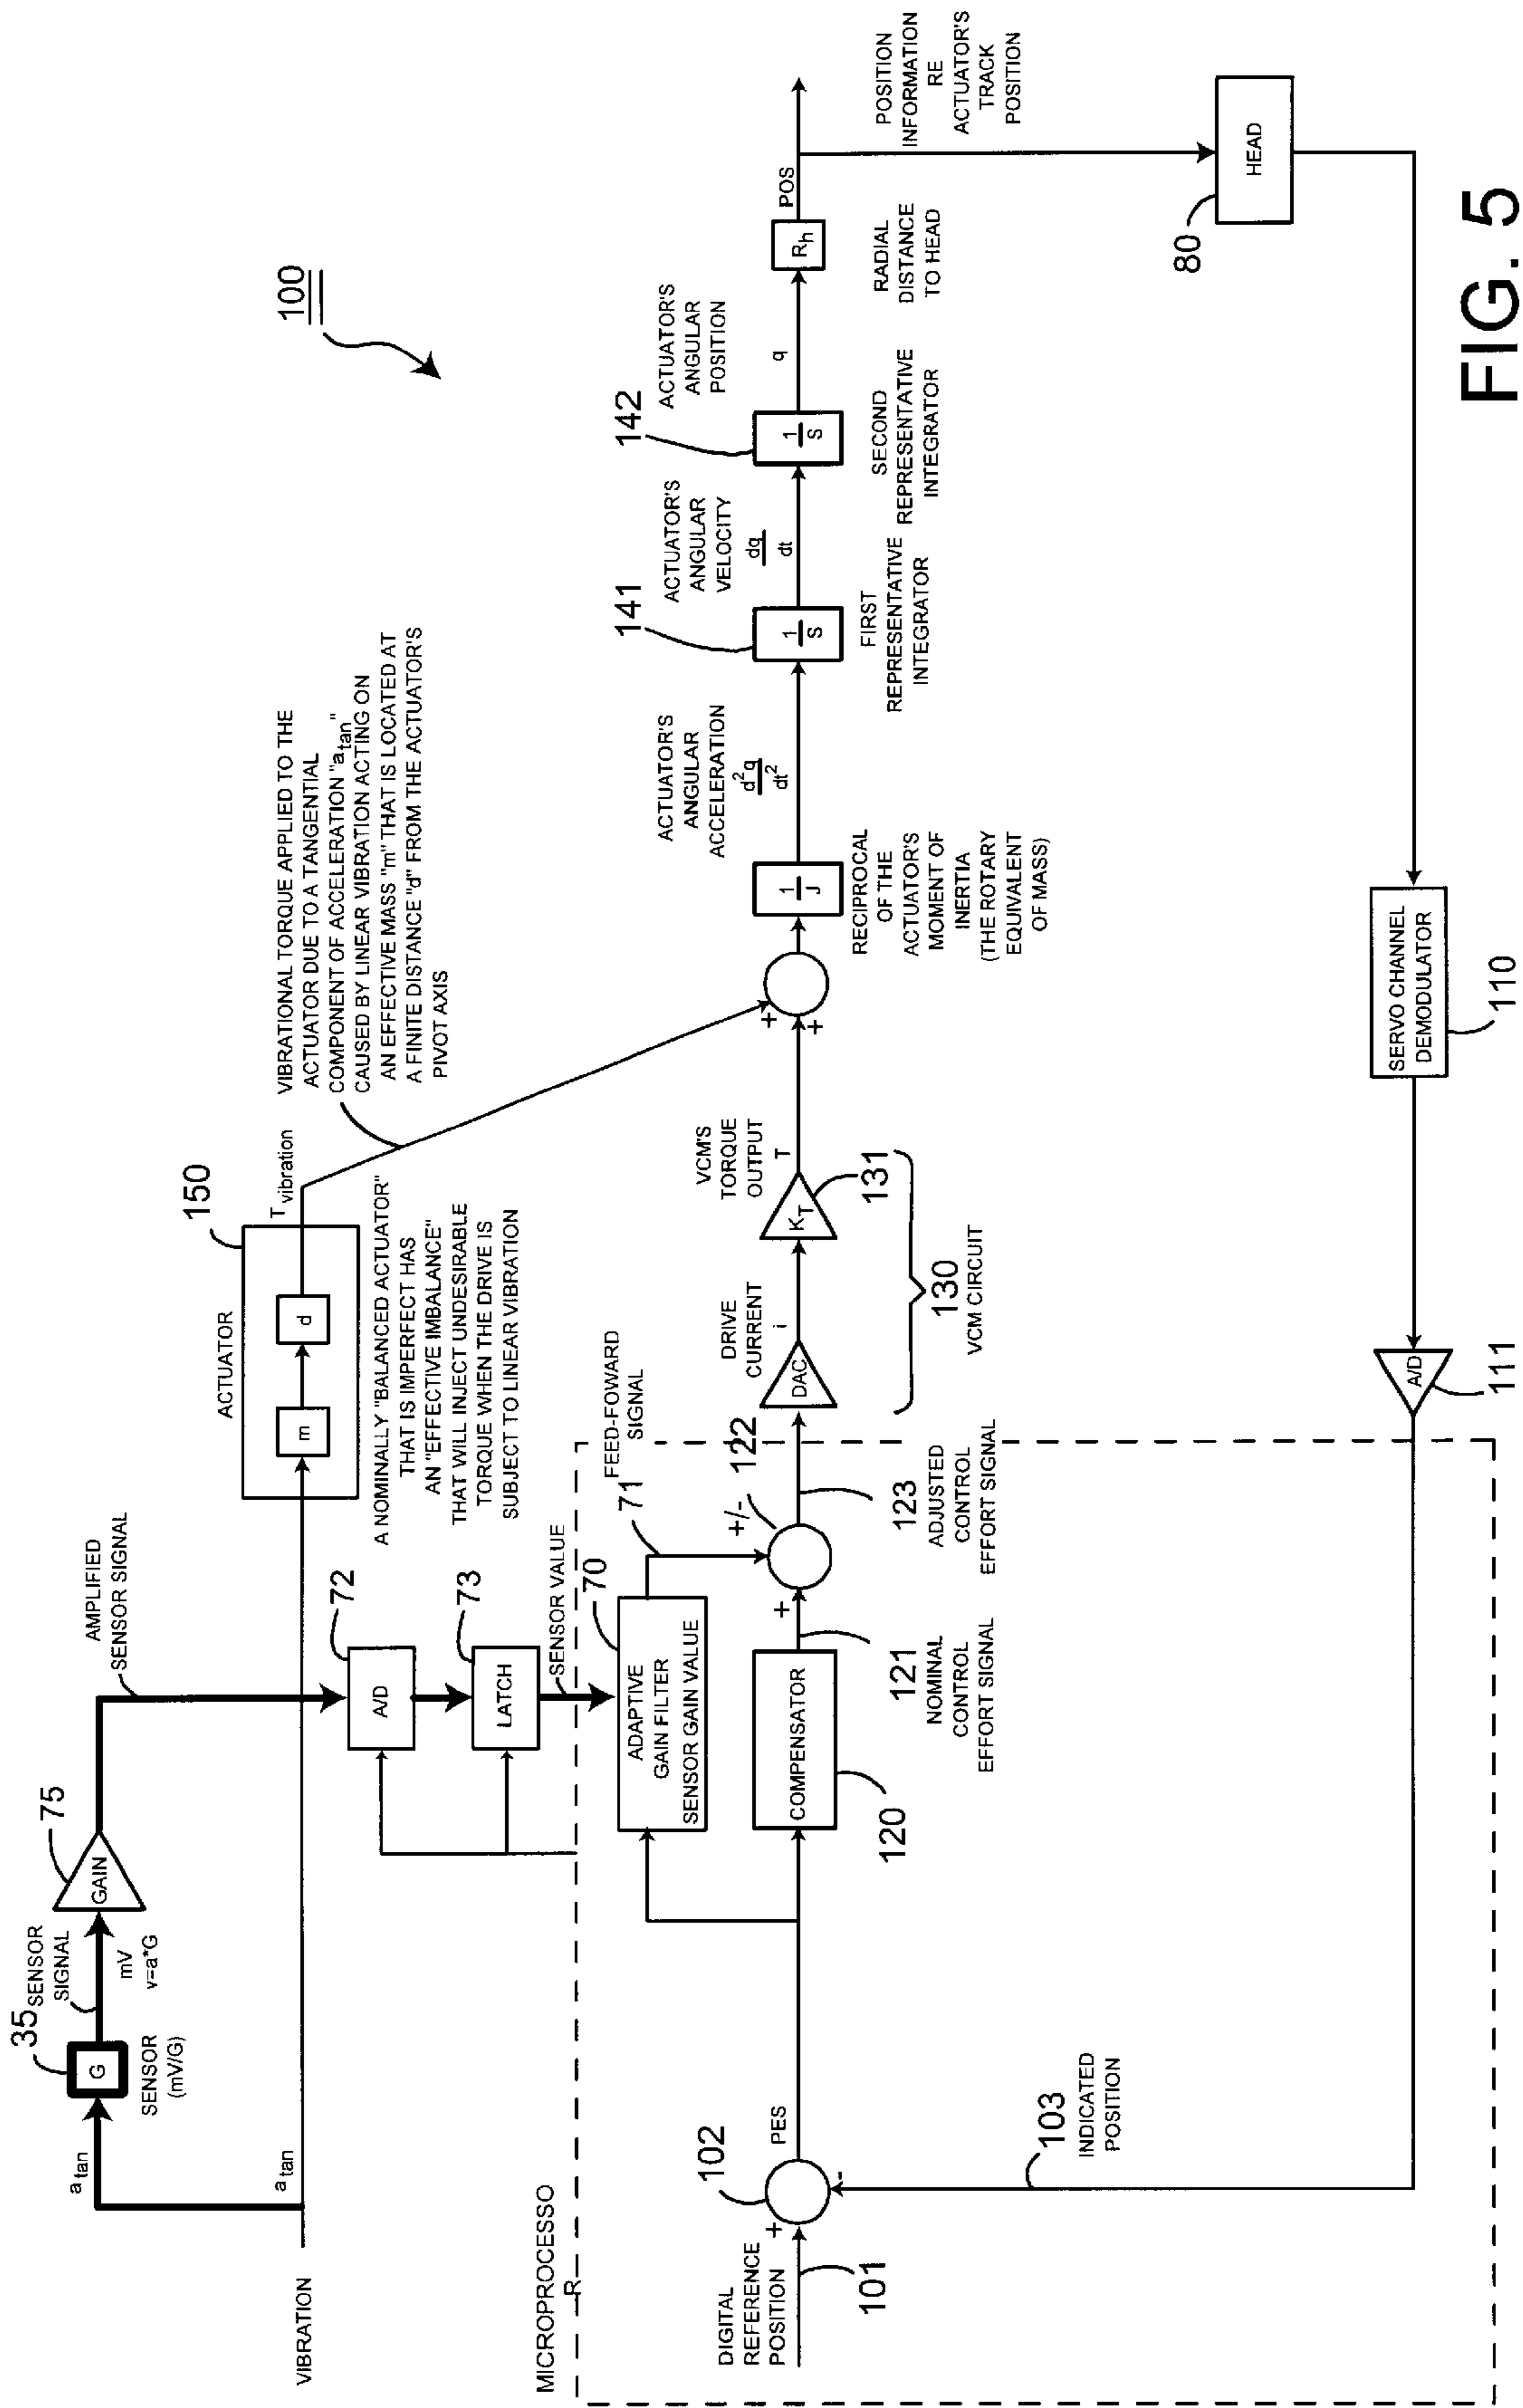 100
35
SENSOR
SIGNAL
75
AMPLIFIED
SENSOR SIGNAL
a tan
G
mV
v=a*G
GAIN
SENSOR
(mV/G)
VIBRATION
a tan
150
ACTUATOR
m
d
T vibration
VIBRATIONAL TORQUE APPLIED TO THE
ACTUATOR DUE TO A TANGENTIAL
COMPONENT OF ACCELERATION "a tan"
CAUSED BY LINEAR VIBRATION ACTING ON
AN EFFECTIVE MASS "m" THAT IS LOCATED AT
A FINITE DISTANCE "d" FROM THE ACTUATOR'S
PIVOT AXIS
A NOMINALLY "BALANCED ACTUATOR"
THAT IS IMPERFECT HAS
AN "EFFECTIVE IMBALANCE"
THAT WILL INJECT UNDESIRABLE
TORQUE WHEN THE DRIVE IS
SUBJECT TO LINEAR VIBRATION
72
A/D
73
LATCH
SENSOR VALUE
MICROPROCESSO
R
70
ADAPTIVE
GAIN FILTER
SENSOR GAIN VALUE
71
FEED-FOWARD
SIGNAL
DIGITAL
REFERENCE
POSITION
101
+
102
-
PES
COMPENSATOR
120
+
+/-
122
121
NOMINAL
CONTROL
EFFORT SIGNAL
123
ADJUSTED
CONTROL
EFFORT SIGNAL
DAC
DRIVE
CURRENT
i
KT
131
VCM'S
TORQUE
OUTPUT
T
130
VCM CIRCUIT
+
+
1
J
RECIPROCAL
OF THE
ACTUATOR'S
MOMENT OF
INERTIA
(THE ROTARY
EQUIVALENT
OF MASS)
ACTUATOR'S
ANGULAR
ACCELERATION
d²q
dt²
141
1
S
FIRST
REPRESENTATIVE
INTEGRATOR
ACTUATOR'S
ANGULAR
VELOCITY
dq
dt
142
1
S
SECOND
REPRESENTATIVE
INTEGRATOR
ACTUATOR'S
ANGULAR
POSITION
q
Rh
RADIAL
DISTANCE
TO HEAD
POS
POSITION
INFORMATION
RE
ACTUATOR'S
TRACK
POSITION
80
HEAD
103
INDICATED
POSITION
A/D
111
SERVO CHANNEL
DEMODULATOR
110
FIG. 5